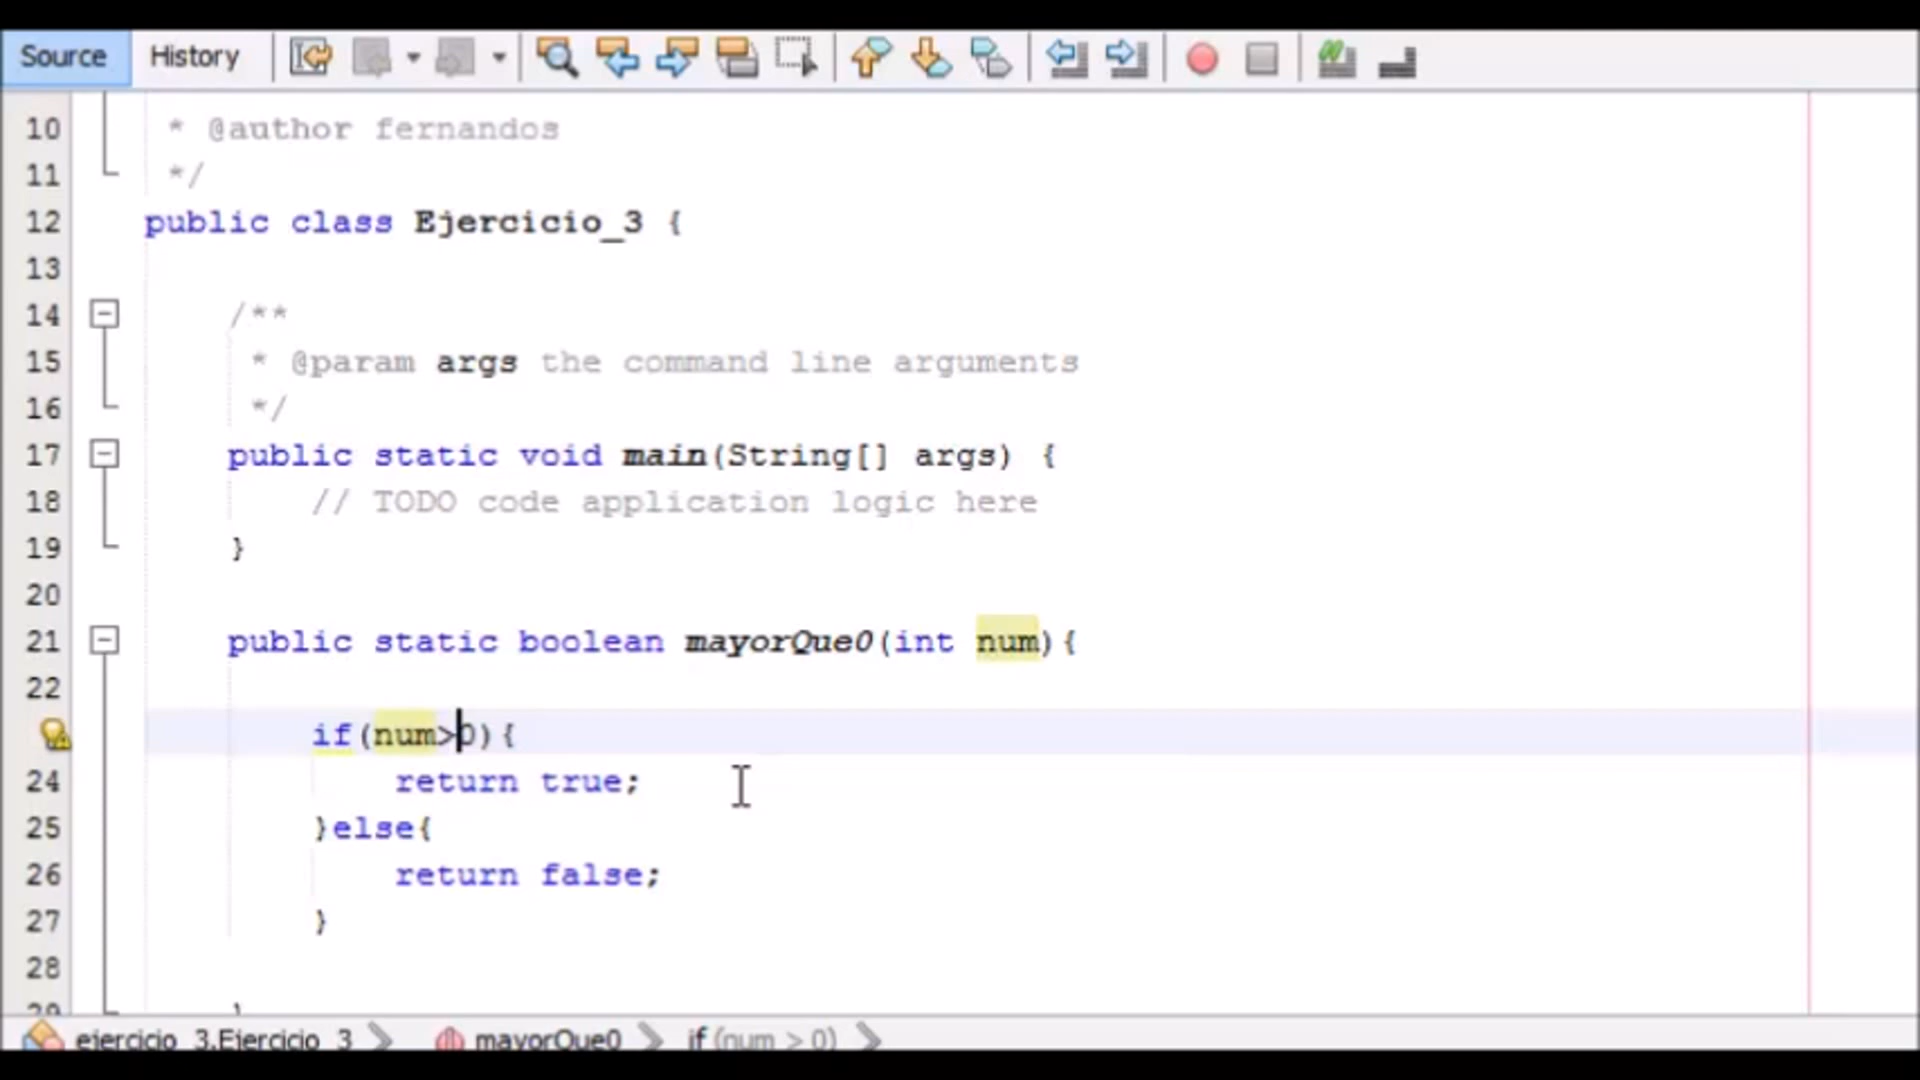 Source History
10 * @author fernandos
11 */
12 public class Ejercicio_3 {
13
14 /**
15 * @param args the command line arguments
16 */
17 public static void main(String[] args) {
18 // TODO code application logic here
19 }
20
21 public static boolean mayorQue0(int num){
22
if(num>0){
24 return true;
25 }else{
26 return false;
27 }
28
29 }
ejercicio_3.Ejercicio_3 mayorQue0 if (num > 0)